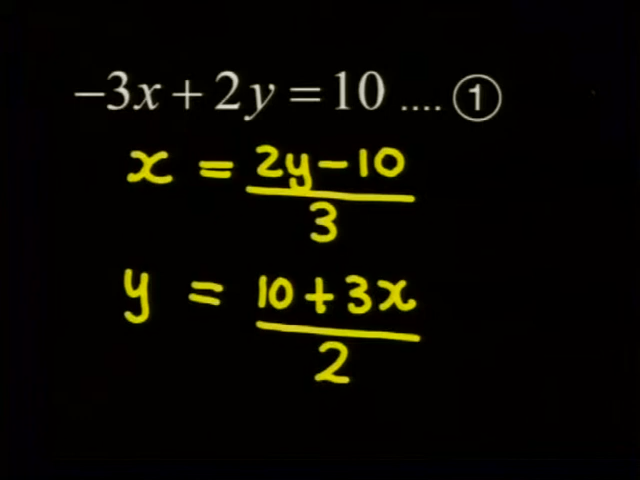 −3x + 2y = 10 .... ①
x = 2y − 10
3
y = 10 + 3x
2